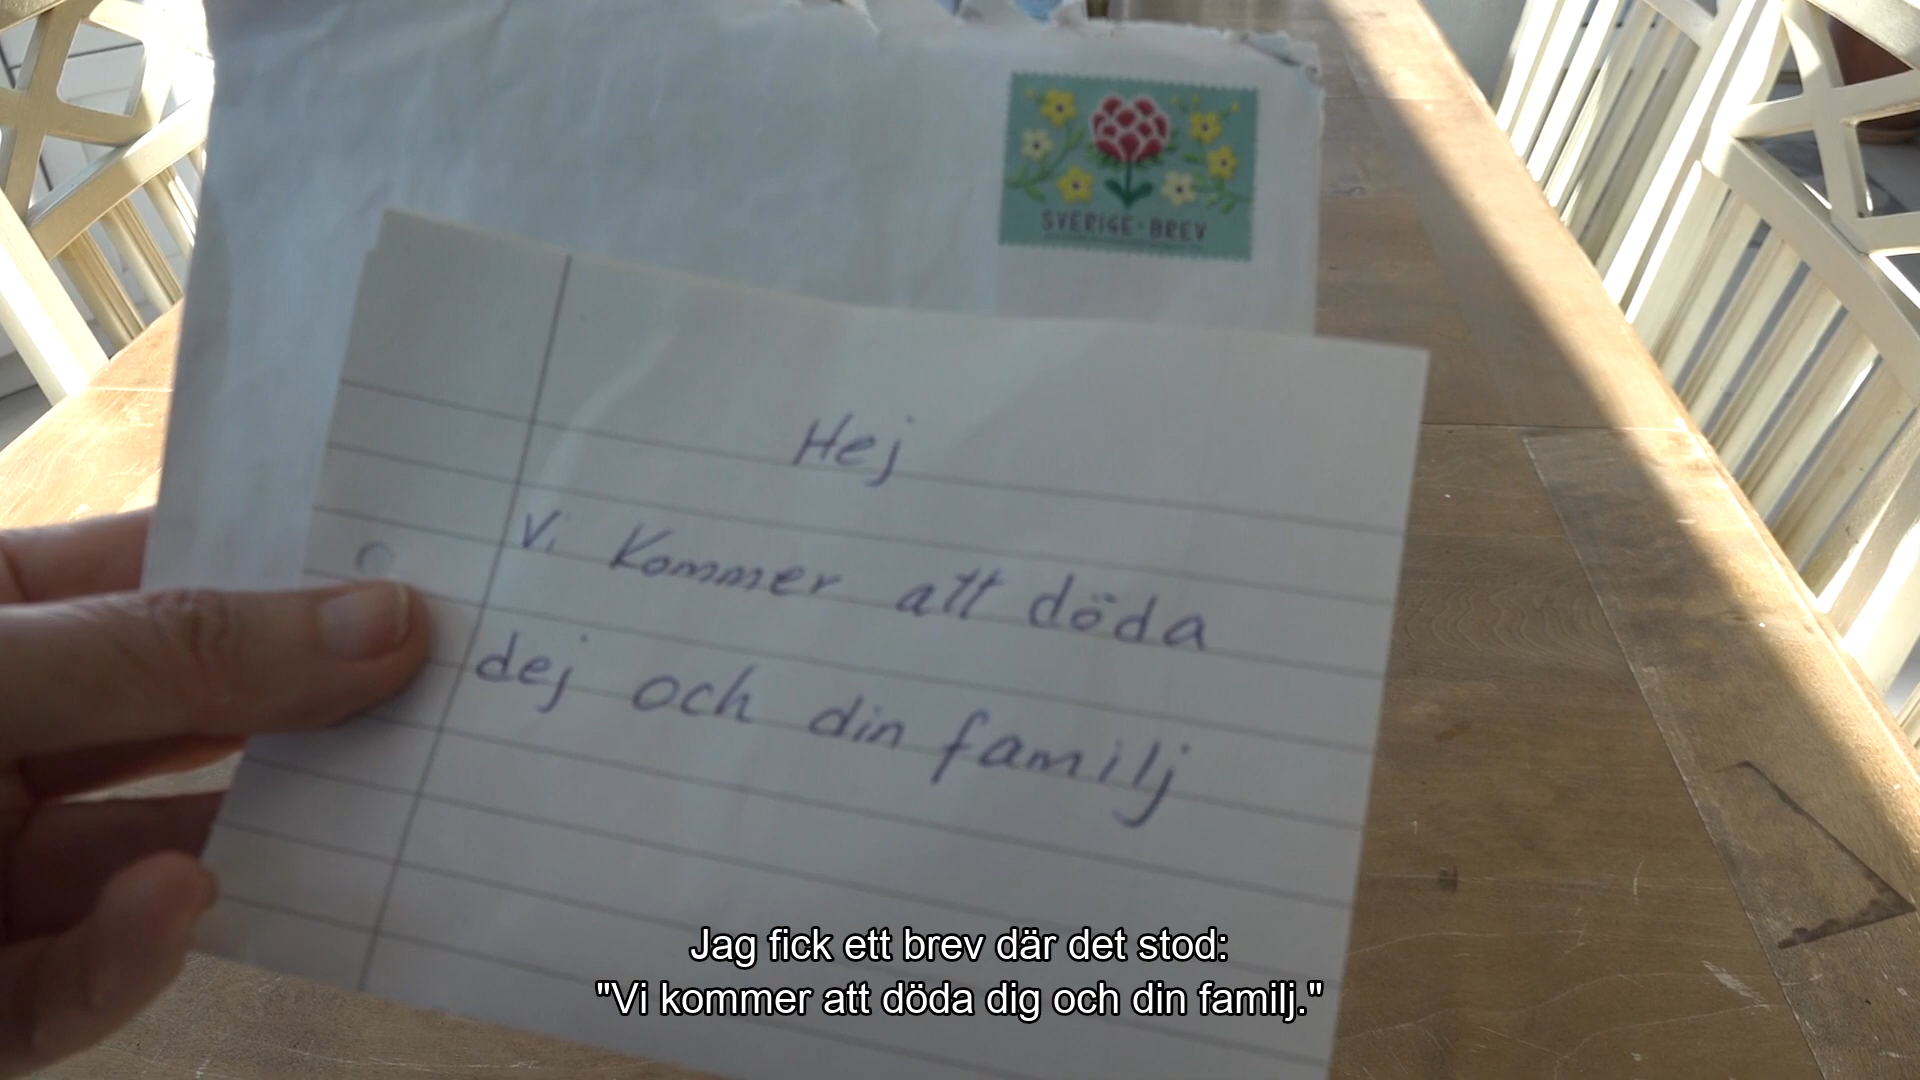 SVERIGE·BREV
Hej
Vi Kommer att döda
dej och din familj
Jag fick ett brev där det stod:
"Vi kommer att döda dig och din familj."